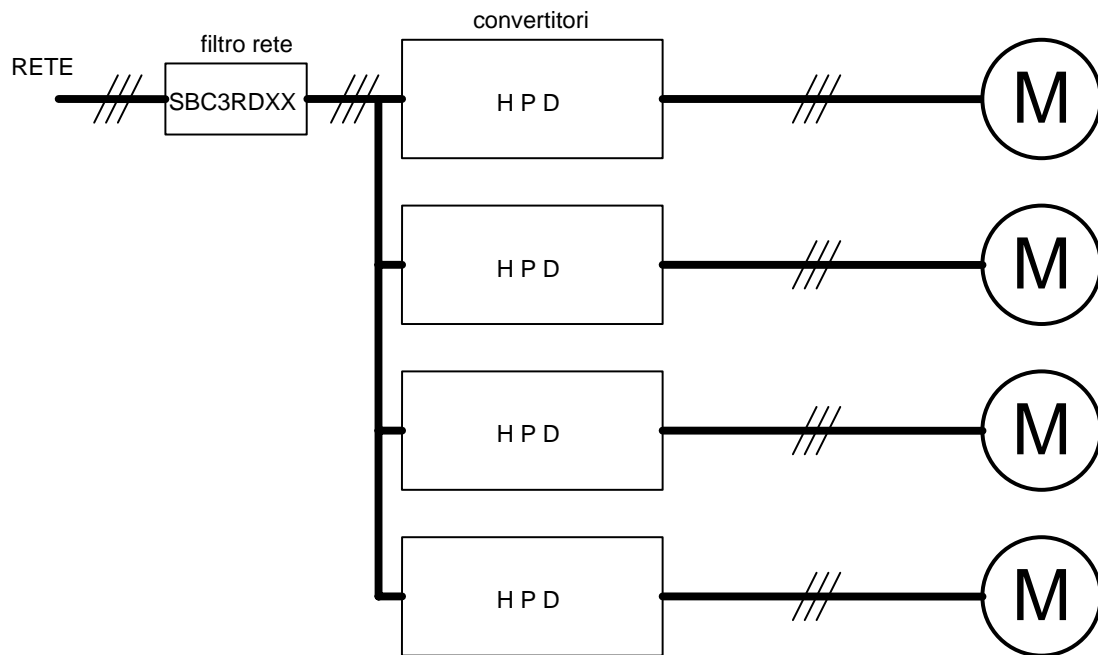 convertitori
filtro rete
RETE
SBC3RDXX
H P D
M
H P D
M
H P D
M
H P D
M